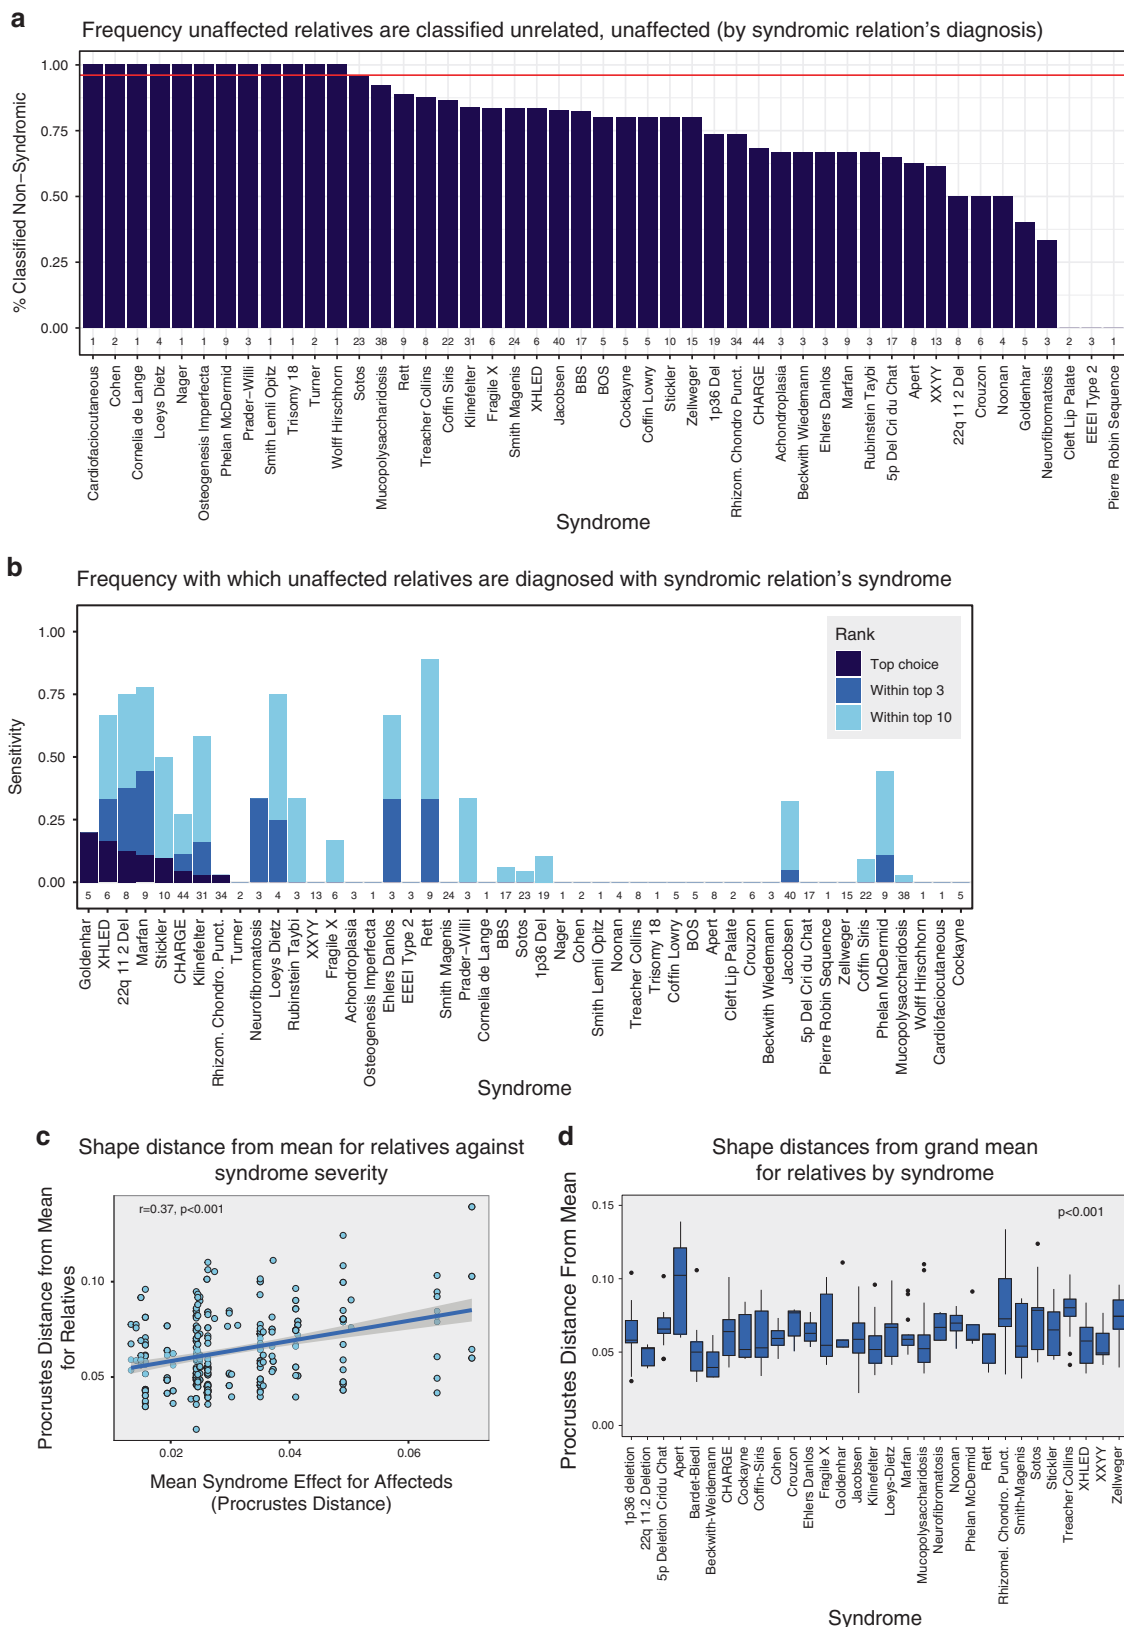 a
Frequency unaffected relatives are classified unrelated, unaffected (by syndromic relation's diagnosis)
% Classified Non−Syndromic
1.00
0.75
0.50
0.25
0.00
1 2 1 4 1 1 9 3 1 1 2 1 23 38 9 8 22 31 6 24 6 40 17 5 5 5 10 15 19 34 44 3 3 3 9 3 17 8 13 8 6 4 5 3 2 3 1
Cardiofaciocutaneous
Cohen
Cornelia de Lange
Loeys Dietz
Nager
Osteogenesis Imperfecta
Phelan McDermid
Prader−Willi
Smith Lemli Opitz
Trisomy 18
Turner
Wolff Hirschhorn
Sotos
Mucopolysaccharidosis
Rett
Treacher Collins
Coffin Siris
Klinefelter
Fragile X
Smith Magenis
XHLED
Jacobsen
BBS
BOS
Cockayne
Coffin Lowry
Stickler
Zellweger
1p36 Del
Rhizom. Chondro Punct.
CHARGE
Achondroplasia
Beckwith Wiedemann
Ehlers Danlos
Marfan
Rubinstein Taybi
5p Del Cri du Chat
Apert
XXYY
22q 11 2 Del
Crouzon
Noonan
Goldenhar
Neurofibromatosis
Cleft Lip Palate
EEEI Type 2
Pierre Robin Sequence
Syndrome
b
Frequency with which unaffected relatives are diagnosed with syndromic relation's syndrome
Sensitivity
1.00
0.75
0.50
0.25
0.00
Rank
Top choice
Within top 3
Within top 10
5 6 8 9 10 44 31 34 2 3 4 3 13 6 3 1 3 3 9 24 3 1 17 23 19 1 2 1 4 8 1 5 5 8 2 6 3 40 17 1 15 22 9 38 1 1 5
Goldenhar
XHLED
22q 11 2 Del
Marfan
Stickler
CHARGE
Klinefelter
Rhizom. Chondro. Punct.
Turner
Neurofibromatosis
Loeys Dietz
Rubinstein Taybi
XXYY
Fragile X
Achondroplasia
Osteogenesis Imperfecta
Ehlers Danlos
EEEI Type 2
Rett
Smith Magenis
Prader−Willi
Cornelia de Lange
BBS
Sotos
1p36 Del
Nager
Cohen
Smith Lemli Opitz
Noonan
Treacher Collins
Trisomy 18
Coffin Lowry
BOS
Apert
Cleft Lip Palate
Crouzon
Beckwith Wiedemann
Jacobsen
5p Del Cri du Chat
Pierre Robin Sequence
Zellweger
Coffin Siris
Phelan McDermid
Mucopolysaccharidosis
Wolff Hirschhorn
Cardiafaciocutaneous
Cockayne
Syndrome
c
Shape distance from mean for relatives against
syndrome severity
r=0.37, p<0.001
Procrustes Distance from Mean
for Relatives
0.10
0.05
0.02 0.04 0.06
Mean Syndrome Effect for Affecteds
(Procrustes Distance)
d
Shape distances from grand mean
for relatives by syndrome
p<0.001
Procrustes Distance From Mean
0.15
0.10
0.05
0.00
1p36 deletion
22q 11.2 Deletion
5p Deletion Cridu Chat
Apert
Bardet-Biedl
Beckwith-Weidemann
CHARGE
Cockayne
Coffin-Siris
Cohen
Crouzon
Ehlers Danlos
Fragile X
Goldenhar
Jacobsen
Klinefelter
Loeys-Dietz
Marfan
Mucopolysaccharidosis
Neurofibromatosis
Noonan
Phelan McDermid
Rett
Rhizomel. Chondro. Punct.
Smith-Magenis
Sotos
Stickler
Treacher Collins
XHLED
XXYY
Zellweger
Syndrome